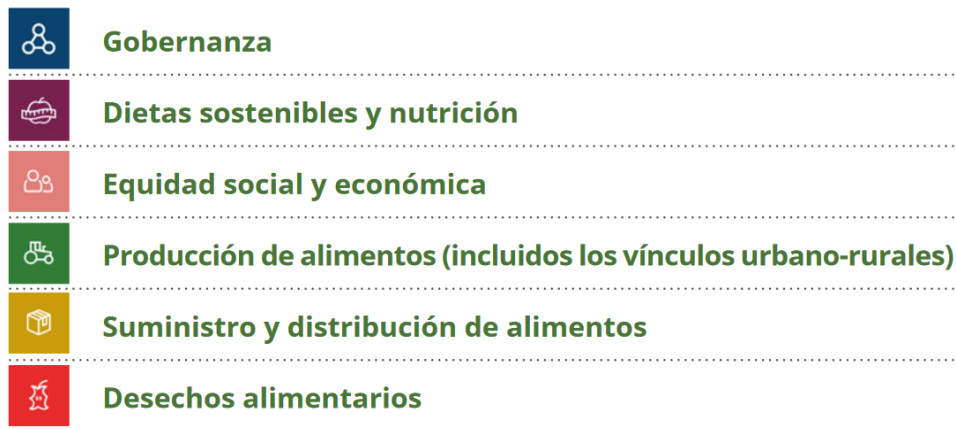 Gobernanza
Dietas sostenibles y nutrición
Equidad social y económica
Producción de alimentos (incluidos los vínculos urbano-rurales)
Suministro y distribución de alimentos
Desechos alimentarios